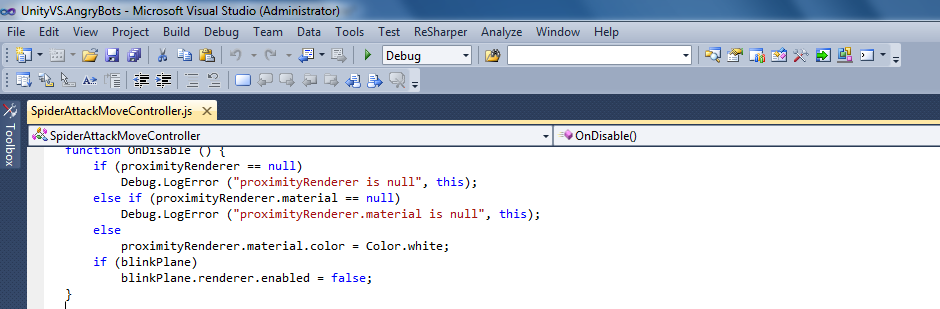 UnityVS.AngryBots - Microsoft Visual Studio (Administrator)
File Edit View Project Build Debug Team Data Tools Test ReSharper Analyze Window Help
Debug
SpiderAttackMoveController.js
Toolbox
SpiderAttackMoveController OnDisable()
function OnDisable () {
if (proximityRenderer == null)
Debug.LogError ("proximityRenderer is null", this);
else if (proximityRenderer.material == null)
Debug.LogError ("proximityRenderer.material is null", this);
else
proximityRenderer.material.color = Color.white;
if (blinkPlane)
blinkPlane.renderer.enabled = false;
}